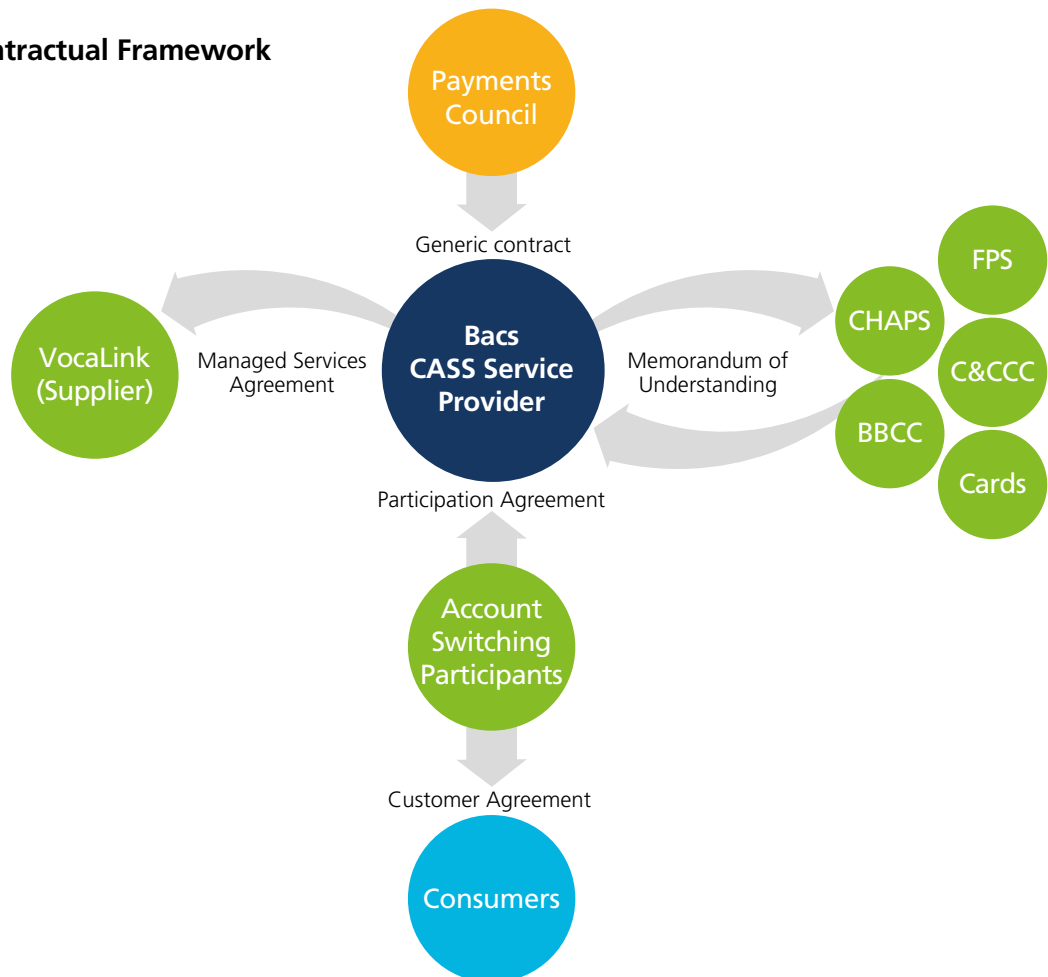 ntractual Framework
Payments
Council
Generic contract
FPS
CHAPS
VocaLink
(Supplier)
Managed Services
Agreement
Bacs
CASS Service
Provider
Memorandum of
Understanding
C&CCC
BBCC
Cards
Participation Agreement
Account
Switching
Participants
Customer Agreement
Consumers